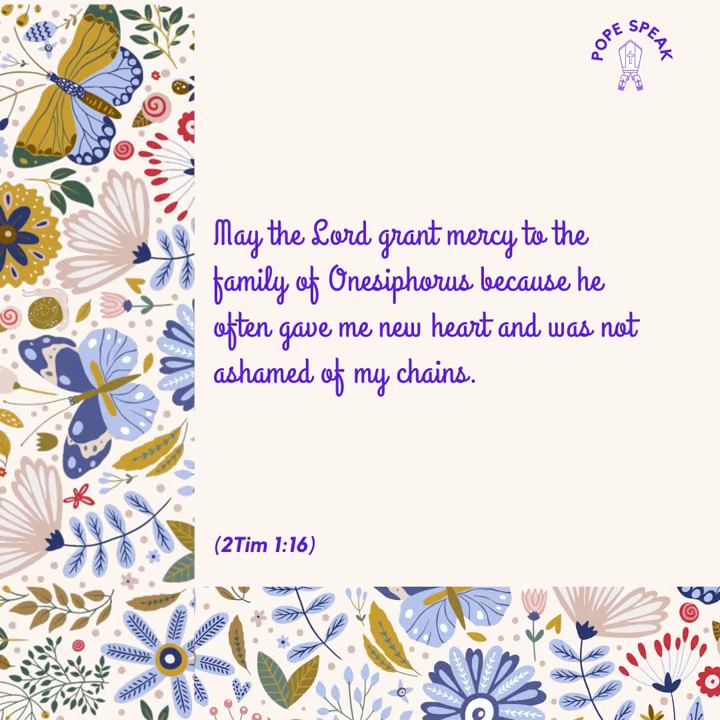 POPE SPEAK
May the Lord grant mercy to the
family of Onesiphorus because he
often gave me new heart and was not
ashamed of my chains.
(2Tim 1:16)